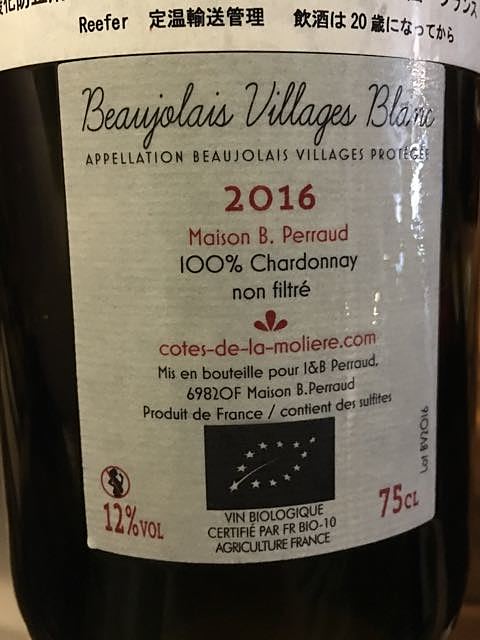 Reefer 定温輸送管理 飲酒は20歳になってから
Beaujolais Villages Blanc
APPELLATION BEAUJOLAIS VILLAGES PROTÉGÉE
2016
Maison B. Perraud
100% Chardonnay
non filtré
cotes-de-la-moliere.com
Mis en bouteille pour I&B Perraud,
69820F Maison B.Perraud
Produit de France / contient des sulfites
Lot BV2016
12%VOL
75CL
VIN BIOLOGIQUE
CERTIFIÉ PAR FR BIO-10
AGRICULTURE FRANCE